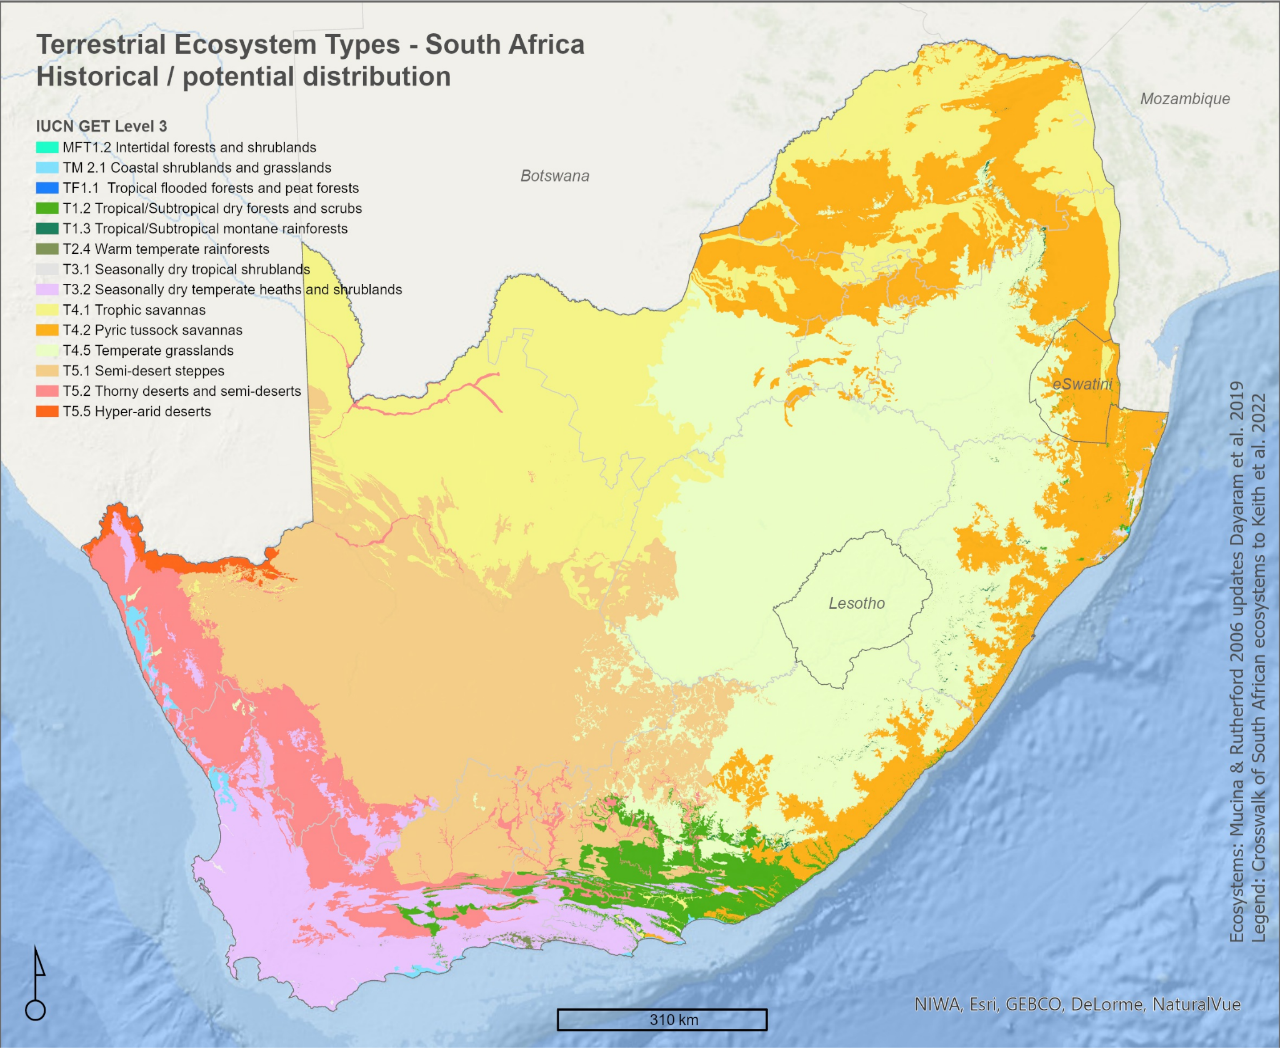 Terrestrial Ecosystem Types - South Africa
Historical / potential distribution
IUCN GET Level 3
MFT1.2 Intertidal forests and shrublands
TM 2.1 Coastal shrublands and grasslands
TF1.1 Tropical flooded forests and peat forests
T1.2 Tropical/Subtropical dry forests and scrubs
T1.3 Tropical/Subtropical montane rainforests
T2.4 Warm temperate rainforests
T3.1 Seasonally dry tropical shrublands
T3.2 Seasonally dry temperate heaths and shrublands
T4.1 Trophic savannas
T4.2 Pyric tussock savannas
T4.5 Temperate grasslands
T5.1 Semi-desert steppes
T5.2 Thorny deserts and semi-deserts
T5.5 Hyper-arid deserts
Botswana
Mozambique
eSwatini
Lesotho
Ecosystems: Mucina & Rutherford 2006 updates Dayaram et al. 2019
Legend: Crosswalk of South African ecosystems to Keith et al. 2022
NIWA, Esri, GEBCO, DeLorme, NaturalVue
310 km